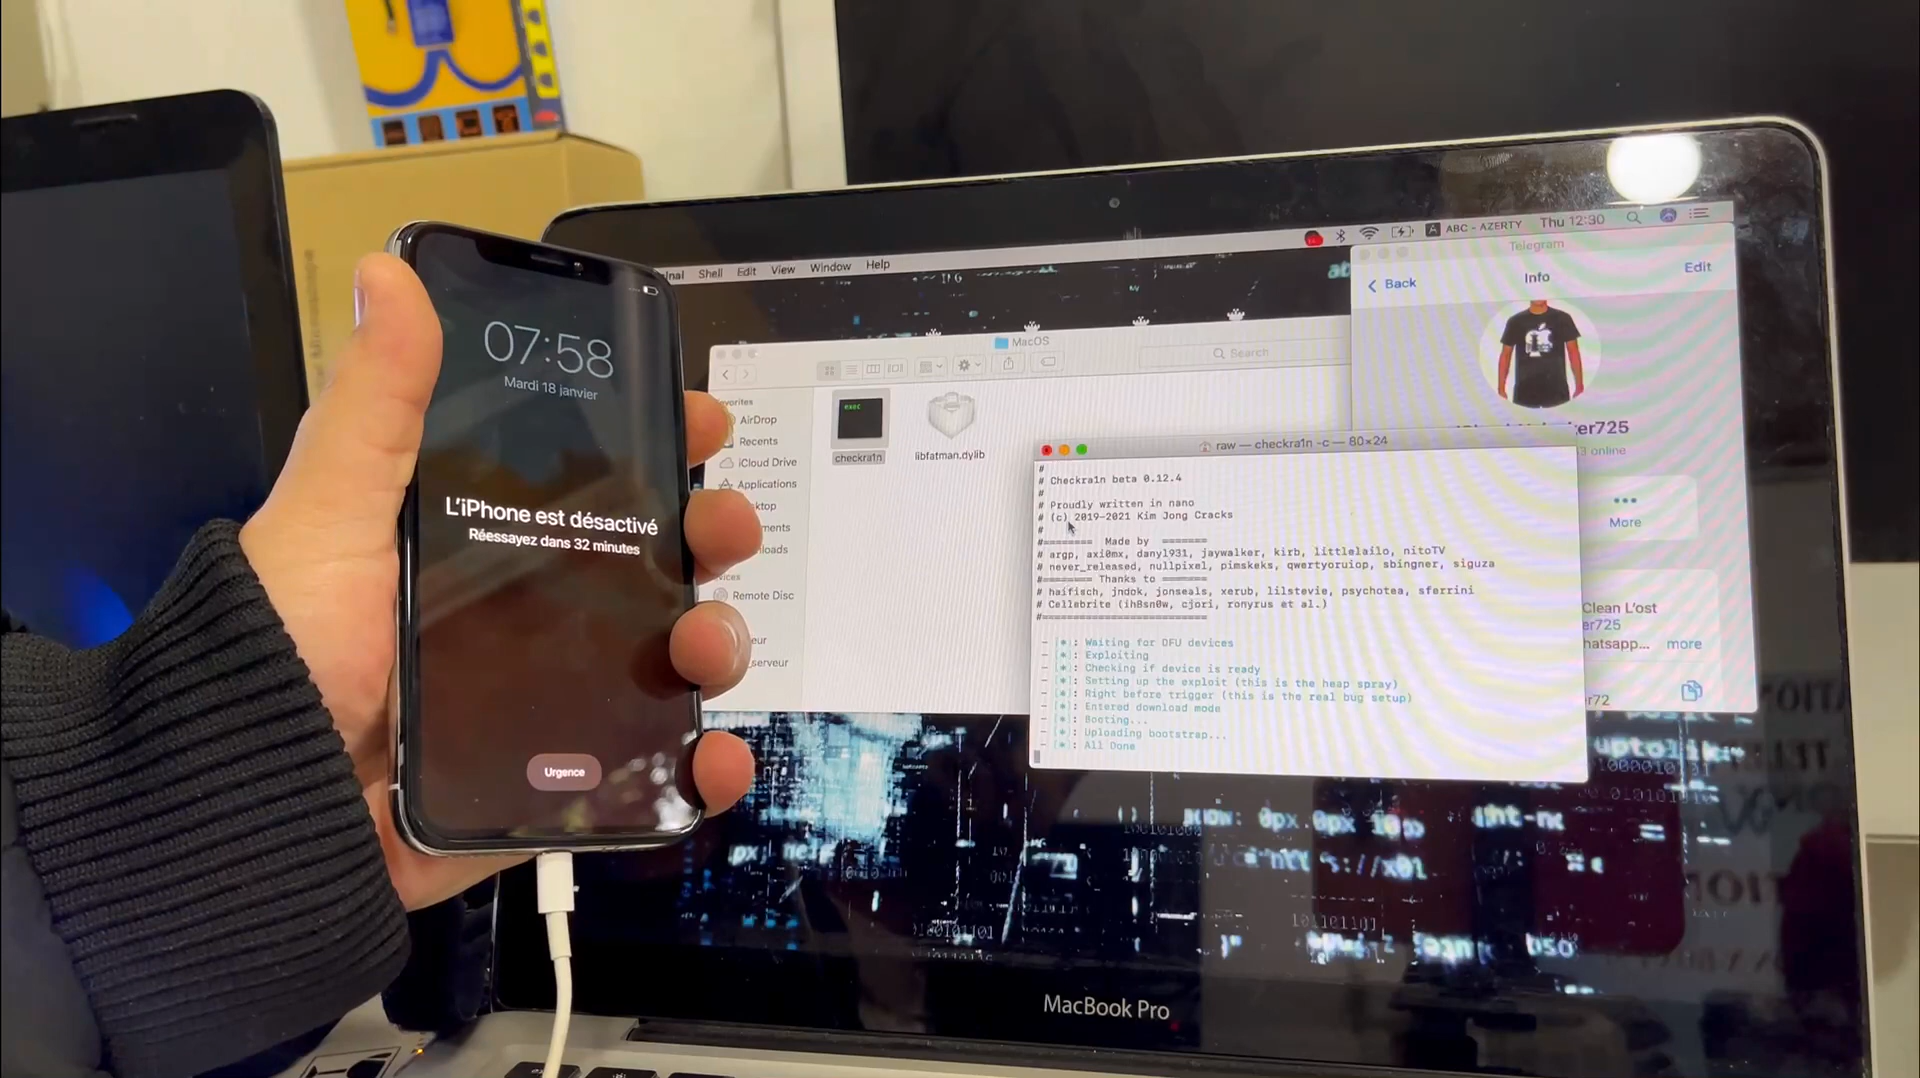 07:58
Mardi 18 janvier
L'iPhone est désactivé
Réessayez dans 32 minutes
Urgence
Shell Edit View Window Help
ABC - AZERTY Thu 12:30
Telegram
Back Info Edit
More
Clean L'ost
more
MacOS
Search
AirDrop
Recents
iCloud Drive
Applications
Remote Disc
checkra1n
libfatman.dylib
raw — checkra1n -c — 80×24
#
# Checkra1n beta 0.12.4
#
# Proudly written in nano
# (c) 2019-2021 Kim Jong Cracks
#
#======== Made by =======
# argp, axi0mx, danyl931, jaywalker, kirb, littlelailo, nitoTV
# never_released, nullpixel, pimskeks, qwertyoruiop, sbingner, siguza
#======== Thanks to =======
# haifisch, jndok, jonseals, xerub, lilstevie, psychotea, sferrini
# Cellebrite (ih8sn0w, cjori, ronyrus et al.)
#==========================
- [*]: Waiting for DFU devices
- [*]: Exploiting
- [*]: Checking if device is ready
- [*]: Setting up the exploit (this is the heap spray)
- [*]: Right before trigger (this is the real bug setup)
- [*]: Entered download mode
- [*]: Booting...
- [*]: Uploading bootstrap...
- [*]: All Done
MacBook Pro